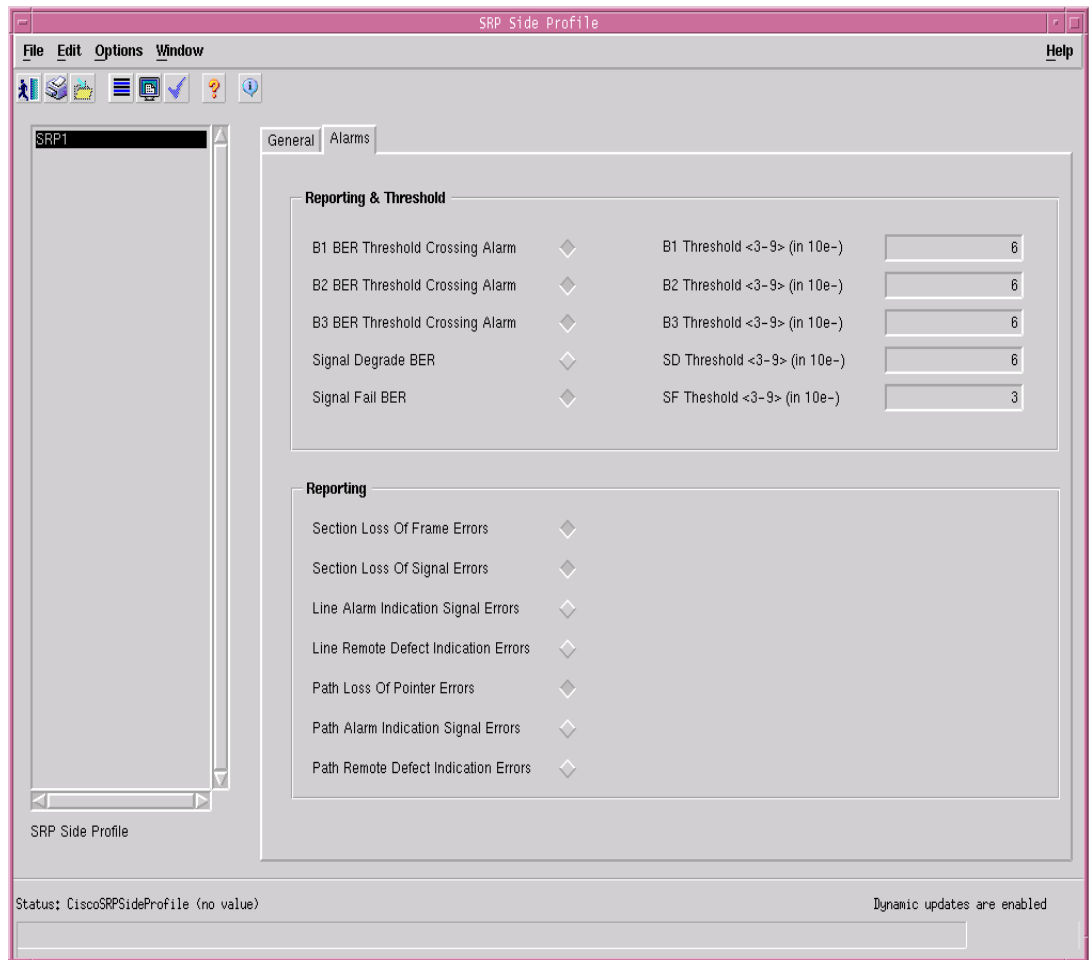 SRP Side Profile
File Edit Options Window Help
SRP1
General Alarms
Reporting & Threshold
B1 BER Threshold Crossing Alarm B1 Threshold <3-9> (in 10e-) 6
B2 BER Threshold Crossing Alarm B2 Threshold <3-9> (in 10e-) 6
B3 BER Threshold Crossing Alarm B3 Threshold <3-9> (in 10e-) 6
Signal Degrade BER SD Threshold <3-9> (in 10e-) 6
Signal Fail BER SF Theshold <3-9> (in 10e-) 3
Reporting
Section Loss Of Frame Errors
Section Loss Of Signal Errors
Line Alarm Indication Signal Errors
Line Remote Defect Indication Errors
Path Loss Of Pointer Errors
Path Alarm Indication Signal Errors
Path Remote Defect Indication Errors
SRP Side Profile
Status: CiscoSRPSideProfile (no value) Dynamic updates are enabled